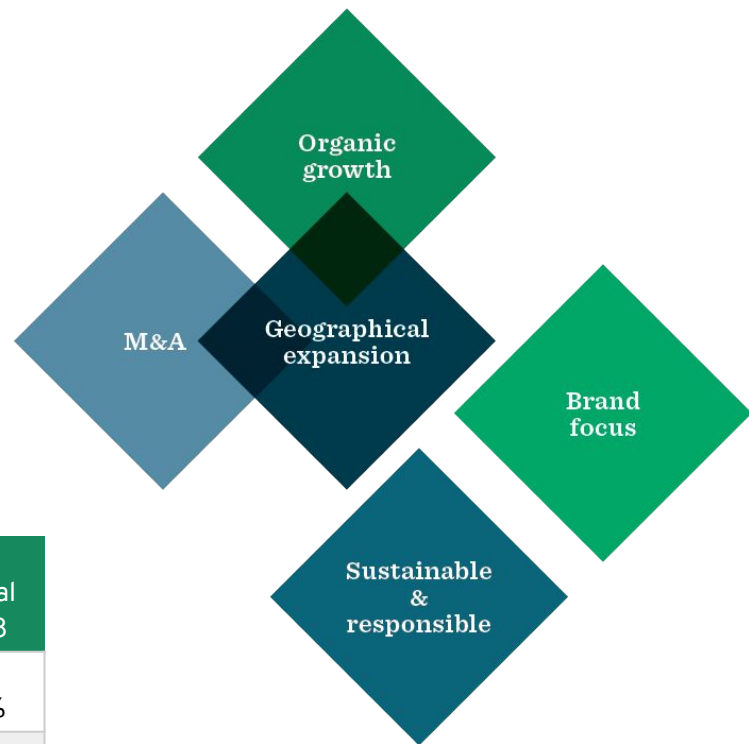 Organic
growth
M&A
Geographical
expansion
Brand
focus
Sustainable
&
responsible
%